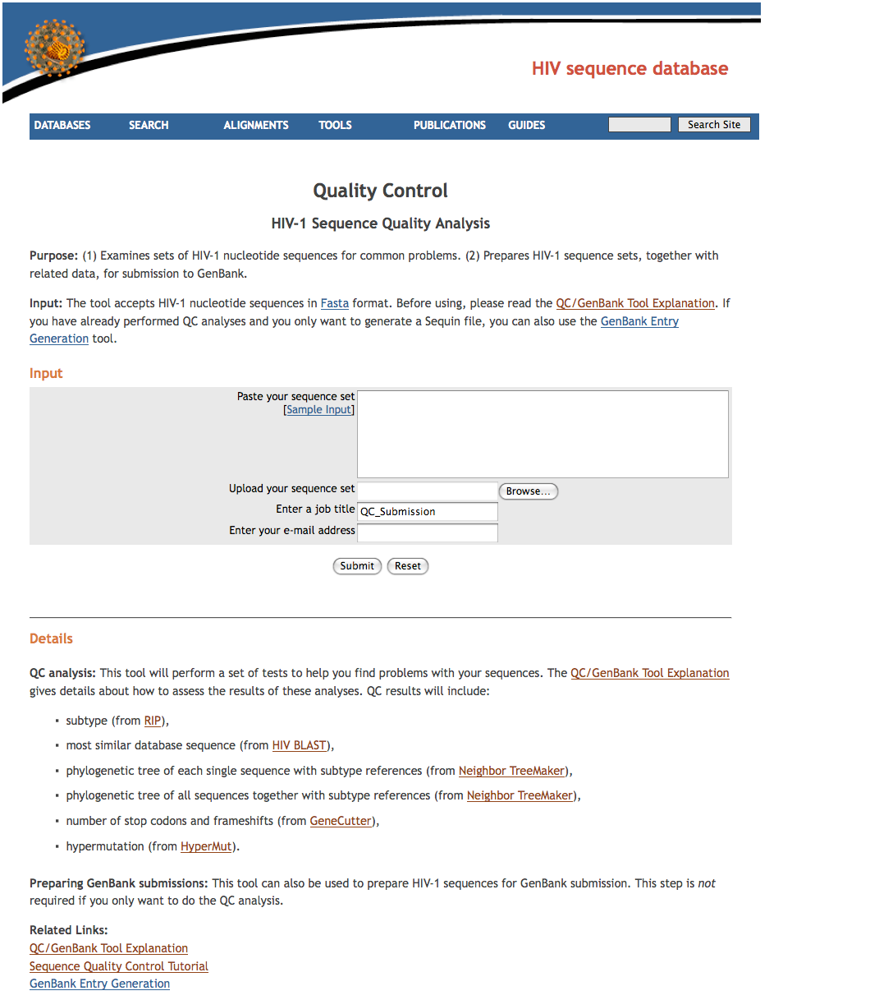 HIV sequence database
DATABASES SEARCH ALIGNMENTS TOOLS PUBLICATIONS GUIDES Search Site
Quality Control
HIV-1 Sequence Quality Analysis
Purpose: (1) Examines sets of HIV-1 nucleotide sequences for common problems. (2) Prepares HIV-1 sequence sets, together with
related data, for submission to GenBank.
Input: The tool accepts HIV-1 nucleotide sequences in Fasta format. Before using, please read the QC/GenBank Tool Explanation. If
you have already performed QC analyses and you only want to generate a Sequin file, you can also use the GenBank Entry
Generation tool.
Input
Paste your sequence set
[Sample Input]
Upload your sequence set Browse...
Enter a job title QC_Submission
Enter your e-mail address
Submit Reset
Details
QC analysis: This tool will perform a set of tests to help you find problems with your sequences. The QC/GenBank Tool Explanation
gives details about how to assess the results of these analyses. QC results will include:
▪ subtype (from RIP),
▪ most similar database sequence (from HIV BLAST),
▪ phylogenetic tree of each single sequence with subtype references (from Neighbor TreeMaker),
▪ phylogenetic tree of all sequences together with subtype references (from Neighbor TreeMaker),
▪ number of stop codons and frameshifts (from GeneCutter),
▪ hypermutation (from HyperMut).
Preparing GenBank submissions: This tool can also be used to prepare HIV-1 sequences for GenBank submission. This step is not
required if you only want to do the QC analysis.
Related Links:
QC/GenBank Tool Explanation
Sequence Quality Control Tutorial
GenBank Entry Generation